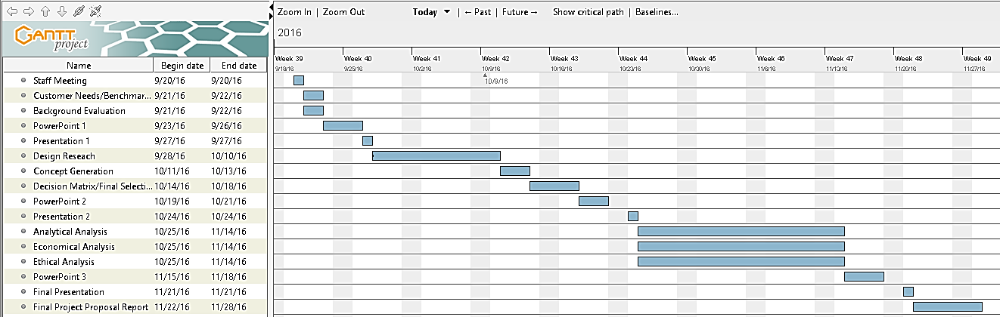 Zoom In | Zoom Out Today ← Past | Future → Show critical path | Baselines...
GANTT project
2016
Name Begin date End date
Week 39 Week 40 Week 41 Week 42 Week 43 Week 44 Week 45 Week 46 Week 47 Week 48 Week 49
9/18/16 9/25/16 10/2/16 10/9/16 10/16/16 10/23/16 10/30/16 11/6/16 11/13/16 11/20/16 11/27/16
10/9/16
Staff Meeting 9/20/16 9/20/16
Customer Needs/Benchmar... 9/21/16 9/22/16
Background Evaluation 9/21/16 9/22/16
PowerPoint 1 9/23/16 9/26/16
Presentation 1 9/27/16 9/27/16
Design Reseach 9/28/16 10/10/16
Concept Generation 10/11/16 10/13/16
Decision Matrix/Final Selecti... 10/14/16 10/18/16
PowerPoint 2 10/19/16 10/21/16
Presentation 2 10/24/16 10/24/16
Analytical Analysis 10/25/16 11/14/16
Economical Analysis 10/25/16 11/14/16
Ethical Analysis 10/25/16 11/14/16
PowerPoint 3 11/15/16 11/18/16
Final Presentation 11/21/16 11/21/16
Final Project Proposal Report 11/22/16 11/28/16